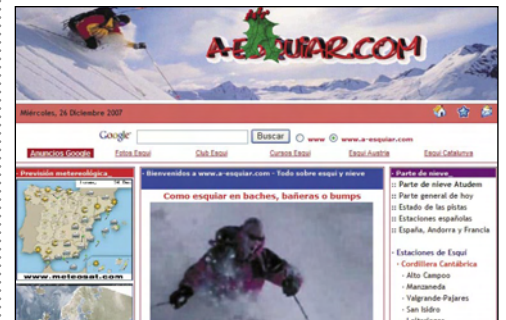 A-ESQUIAR.COM
Miércoles, 26 Diciembre 2007
Google Buscar www www.a-esquiar.com
Anuncios Google Fotos Esqui Club Esqui Cursos Esqui Esqui Austria Esqui Catalunya
· Previsión metereológica_
www.meteosat.com
· Bienvenidos a www.a-esquiar.com - Todo sobre esquí y nieve
Como esquiar en baches, bañeras o bumps
· Parte de nieve_
:: Parte de nieve Atudem
:: Parte general de hoy
:: Estado de las pistas
:: Estaciones españolas
:: España, Andorra y Francia
· Estaciones de Esquí
· Cordillera Cantábrica
· Alto Campoo
· Manzaneda
· Valgrande-Pajares
· San Isidro